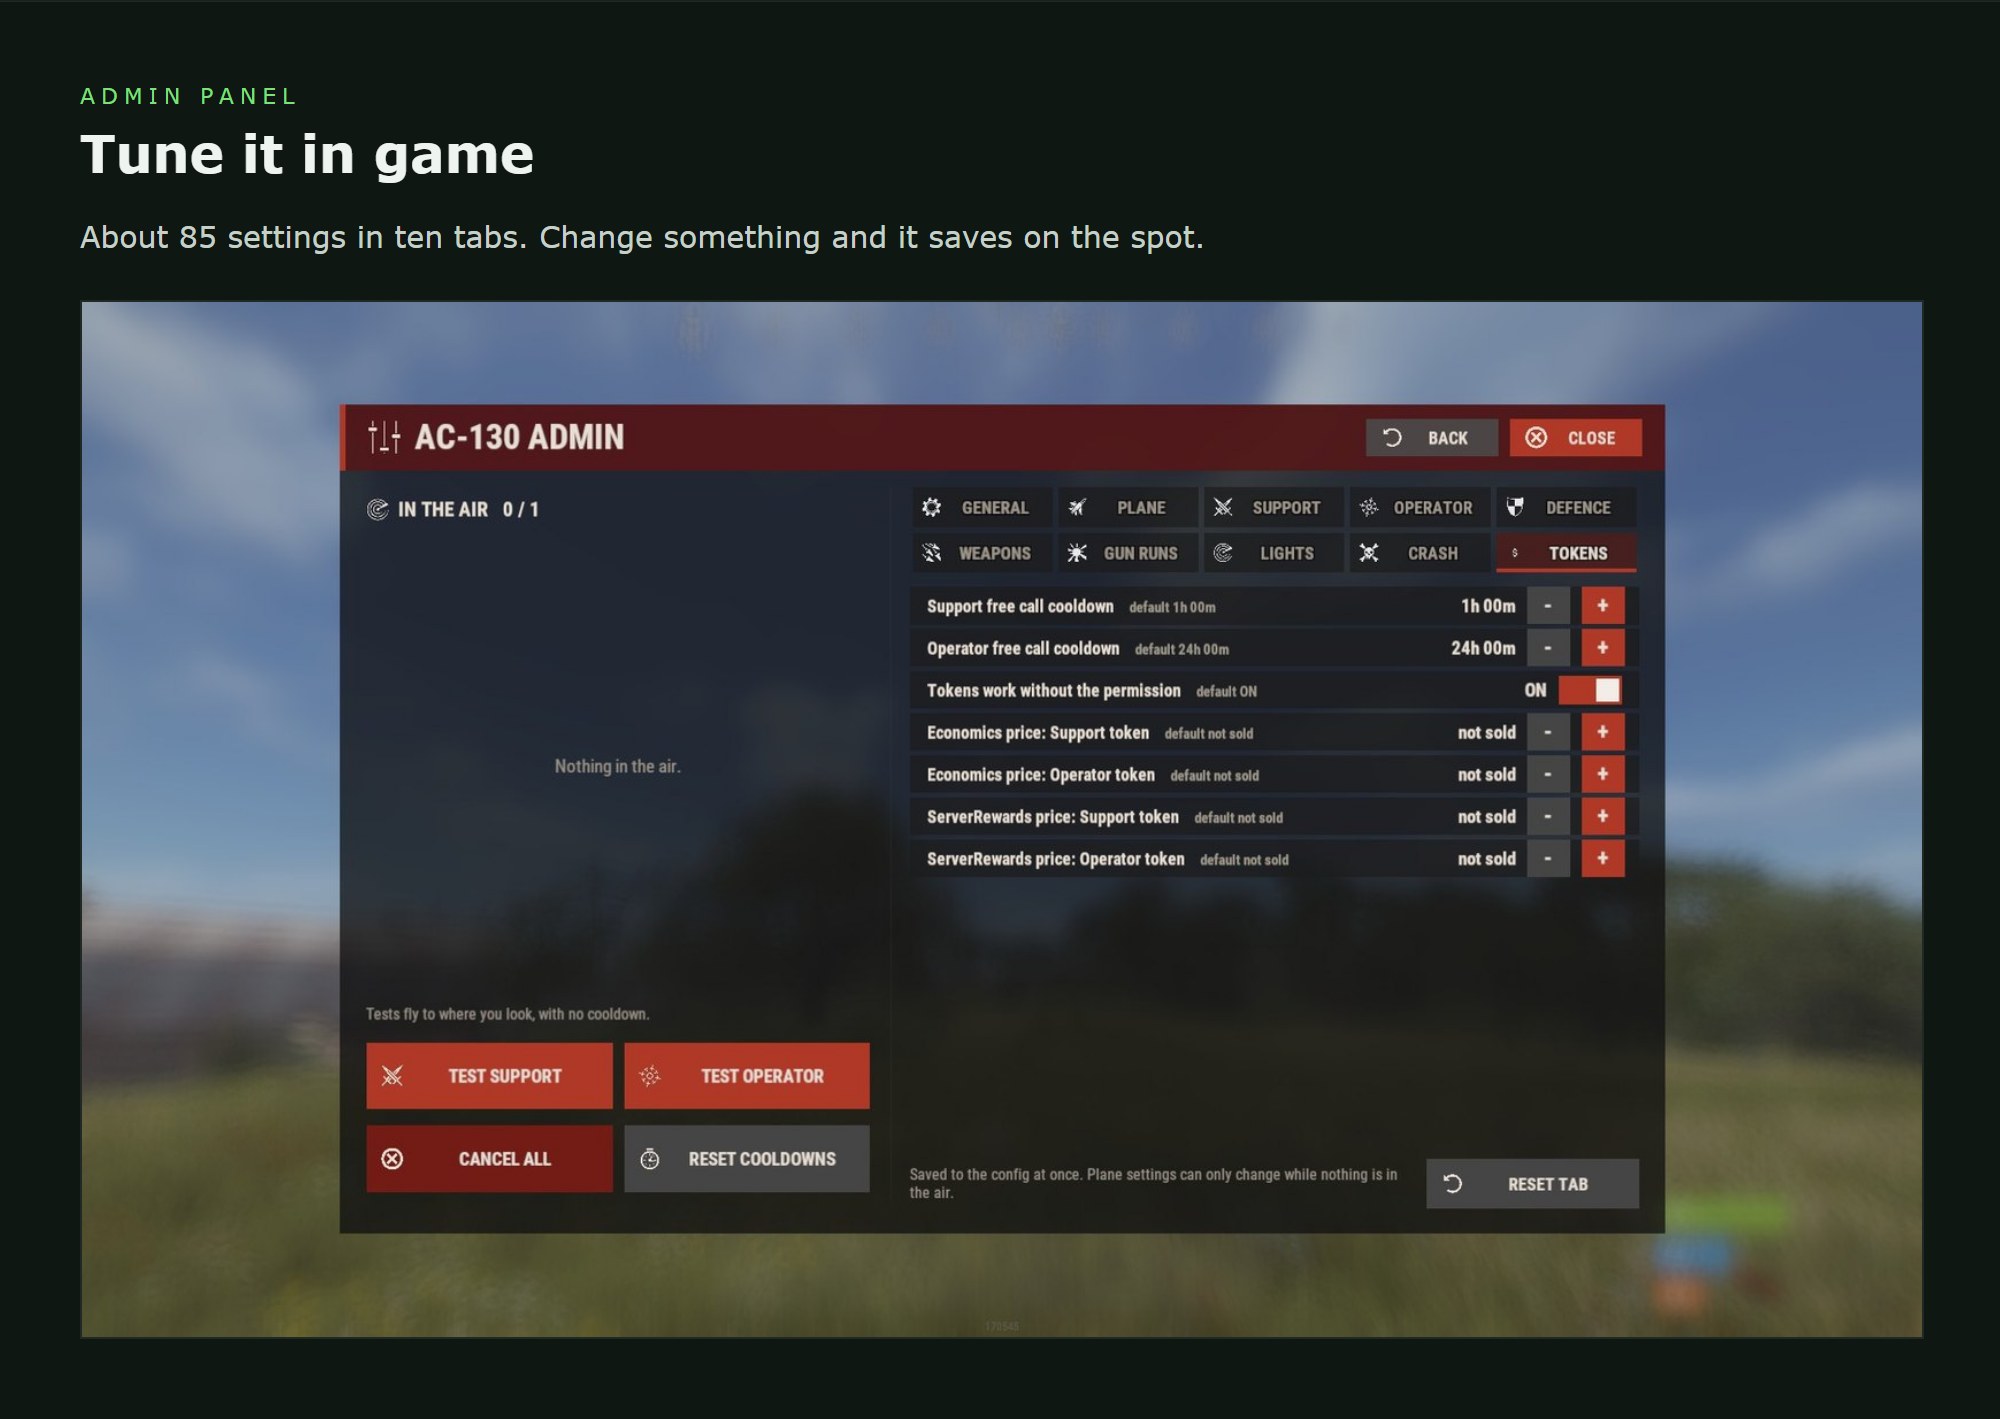 ADMIN PANEL
Tune it in game
About 85 settings in ten tabs. Change something and it saves on the spot.
AC-130 ADMIN
BACK
CLOSE
IN THE AIR 0 / 1
GENERAL
PLANE
SUPPORT
OPERATOR
DEFENCE
WEAPONS
GUN RUNS
LIGHTS
CRASH
$ TOKENS
Support free call cooldown default 1h 00m 1h 00m - +
Operator free call cooldown default 24h 00m 24h 00m - +
Tokens work without the permission default ON ON
Economics price: Support token default not sold not sold - +
Economics price: Operator token default not sold not sold - +
ServerRewards price: Support token default not sold not sold - +
ServerRewards price: Operator token default not sold not sold - +
Nothing in the air.
Tests fly to where you look, with no cooldown.
TEST SUPPORT
TEST OPERATOR
CANCEL ALL
RESET COOLDOWNS
Saved to the config at once. Plane settings can only change while nothing is in
the air.
RESET TAB